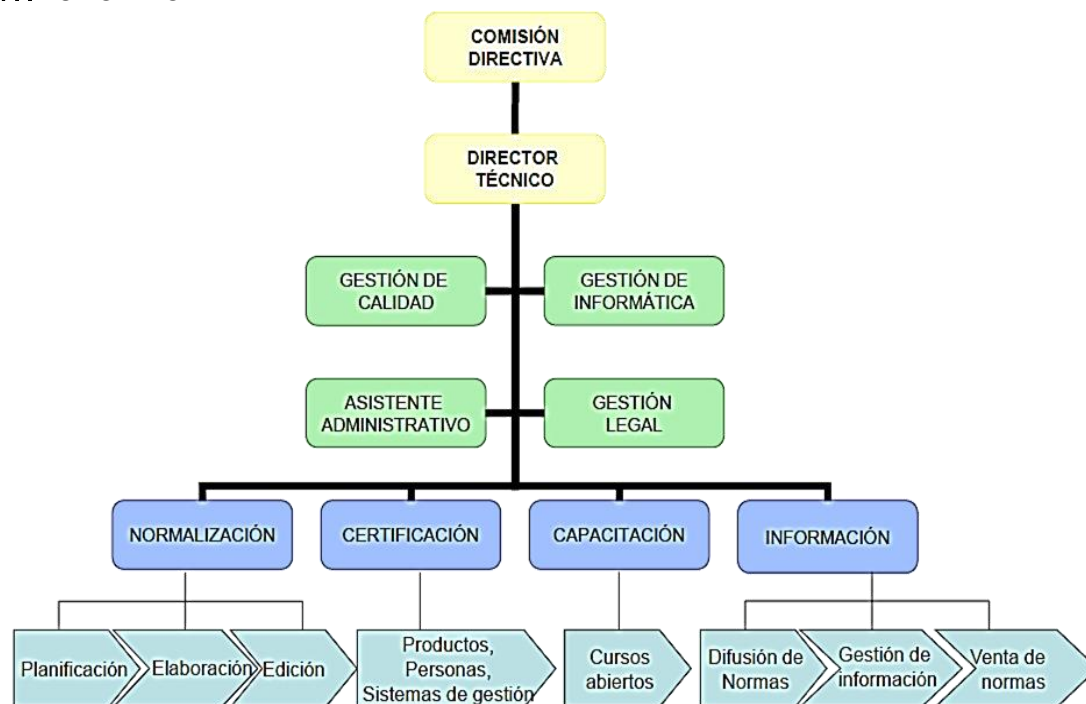 COMISIÓN
DIRECTIVA
DIRECTOR
TÉCNICO
GESTIÓN DE
CALIDAD
GESTIÓN DE
INFORMÁTICA
ASISTENTE
ADMINISTRATIVO
GESTIÓN
LEGAL
NORMALIZACIÓN
CERTIFICACIÓN
CAPACITACIÓN
INFORMACIÓN
Planificación
Elaboración
Edición
Productos,
Personas,
Sistemas de gestión
Cursos
abiertos
Difusión de
Normas
Gestión de
información
Venta de
normas